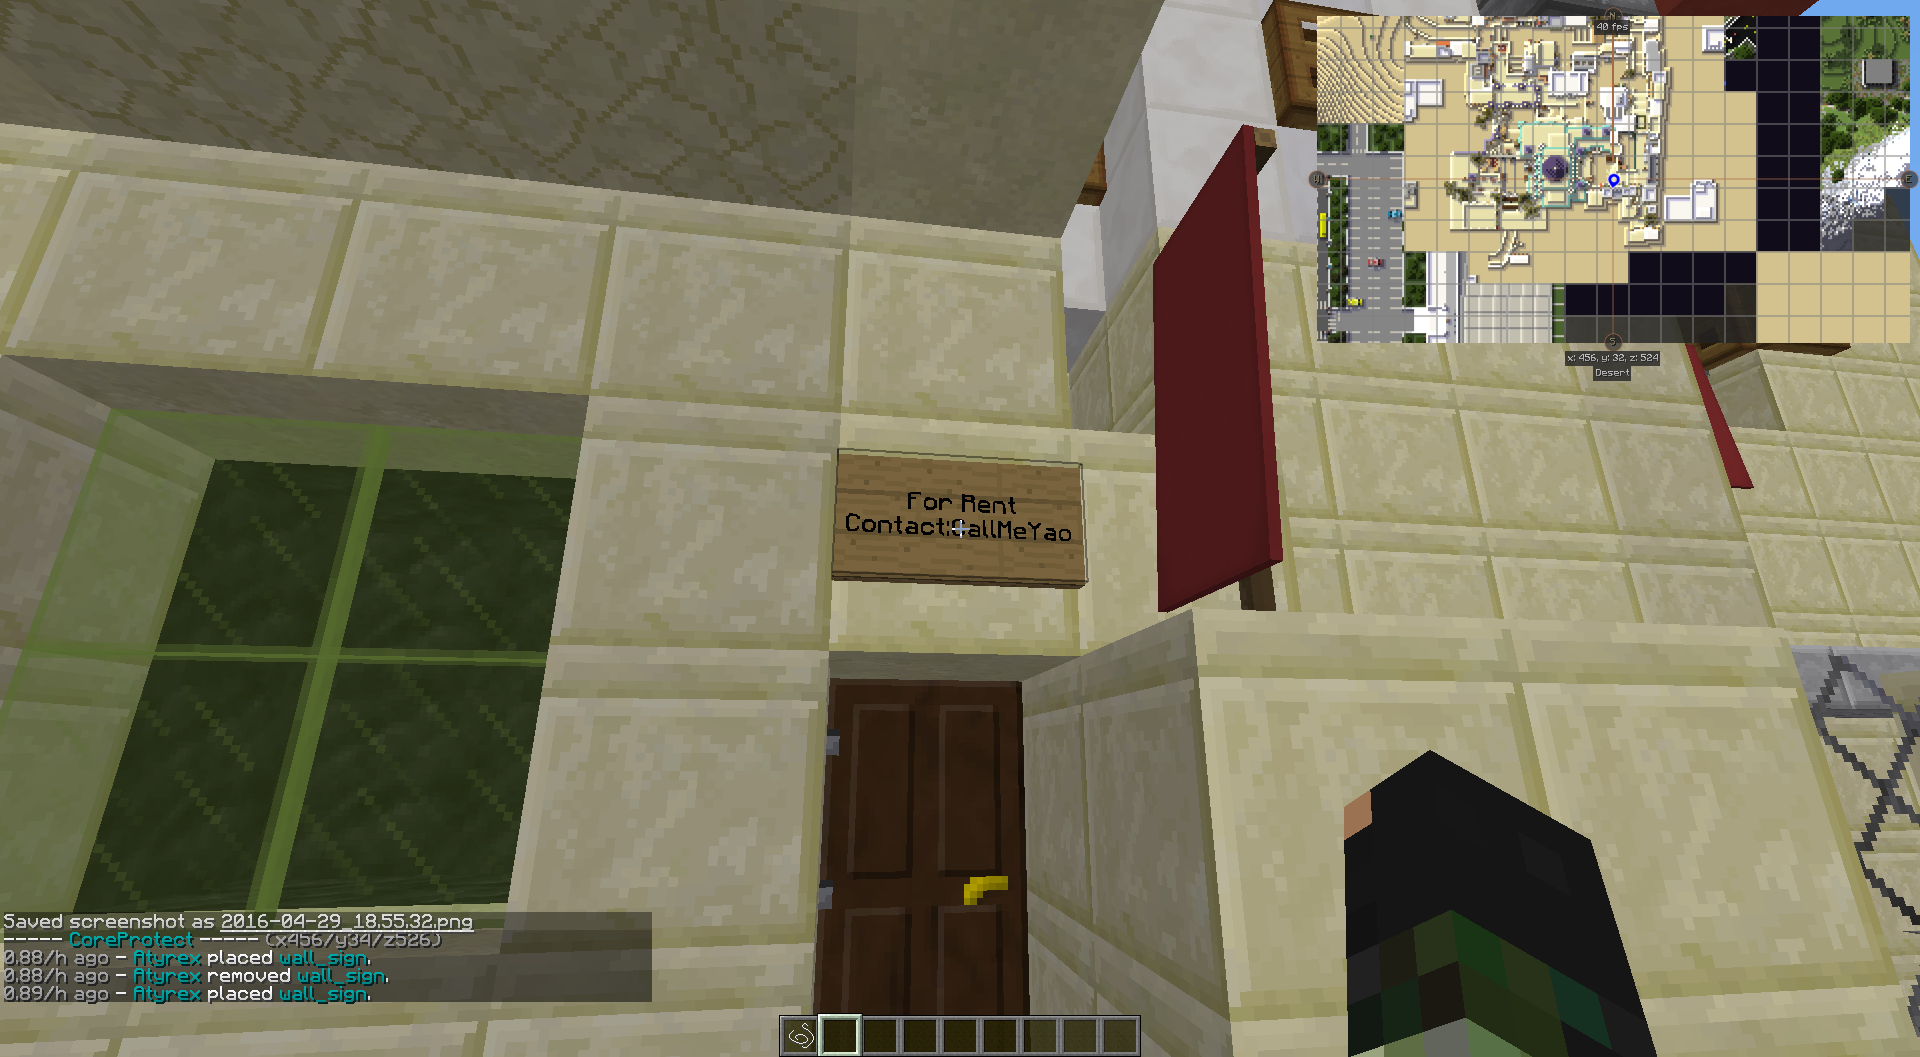 N
40 fps
W
E
S
x: 456, y: 32, z: 524
Desert
For Rent
Contact:CallMeYao
Saved screenshot as 2016-04-29_18.55.32.png
----- CoreProtect ----- (x456/y34/z526)
0.88/h ago - Atyrex placed wall_sign.
0.88/h ago - Atyrex removed wall_sign.
0.89/h ago - Atyrex placed wall_sign.